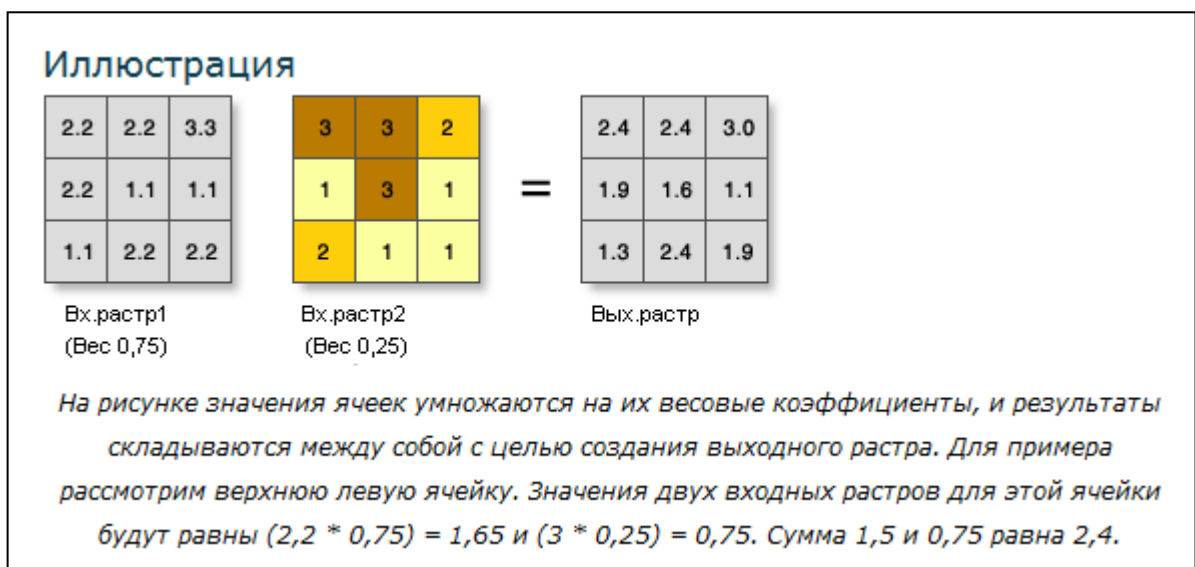 Иллюстрация
2.2 2.2 3.3 3 3 2 2.4 2.4 3.0
2.2 1.1 1.1 1 3 1 = 1.9 1.6 1.1
1.1 2.2 2.2 2 1 1 1.3 2.4 1.9
Вх.растр1 Вх.растр2 Вых.растр
(Вес 0,75) (Вес 0,25)
На рисунке значения ячеек умножаются на их весовые коэффициенты, и результаты
складываются между собой с целью создания выходного растра. Для примера
рассмотрим верхнюю левую ячейку. Значения двух входных растров для этой ячейки
будут равны (2,2 * 0,75) = 1,65 и (3 * 0,25) = 0,75. Сумма 1,5 и 0,75 равна 2,4.